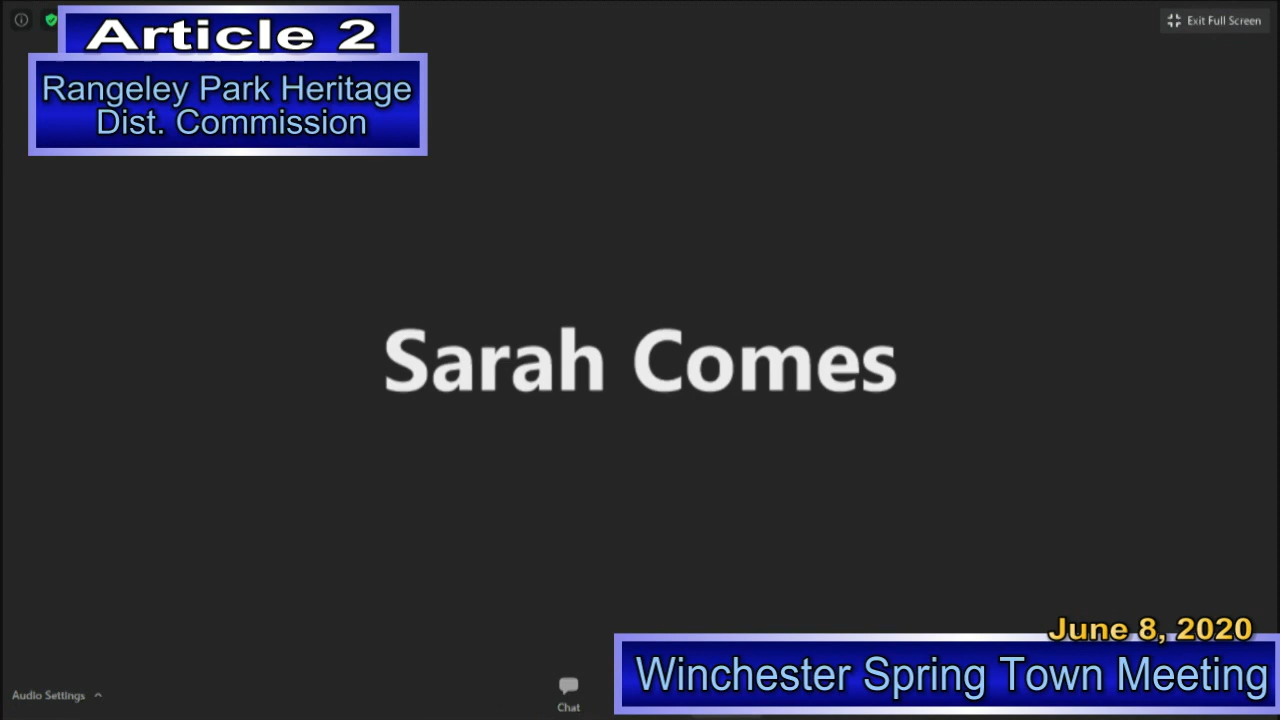 Article 2
Exit Full Screen
Rangeley Park Heritage
Dist. Commission
Sarah Comes
June 8, 2020
Winchester Spring Town Meeting
Audio Settings
Chat